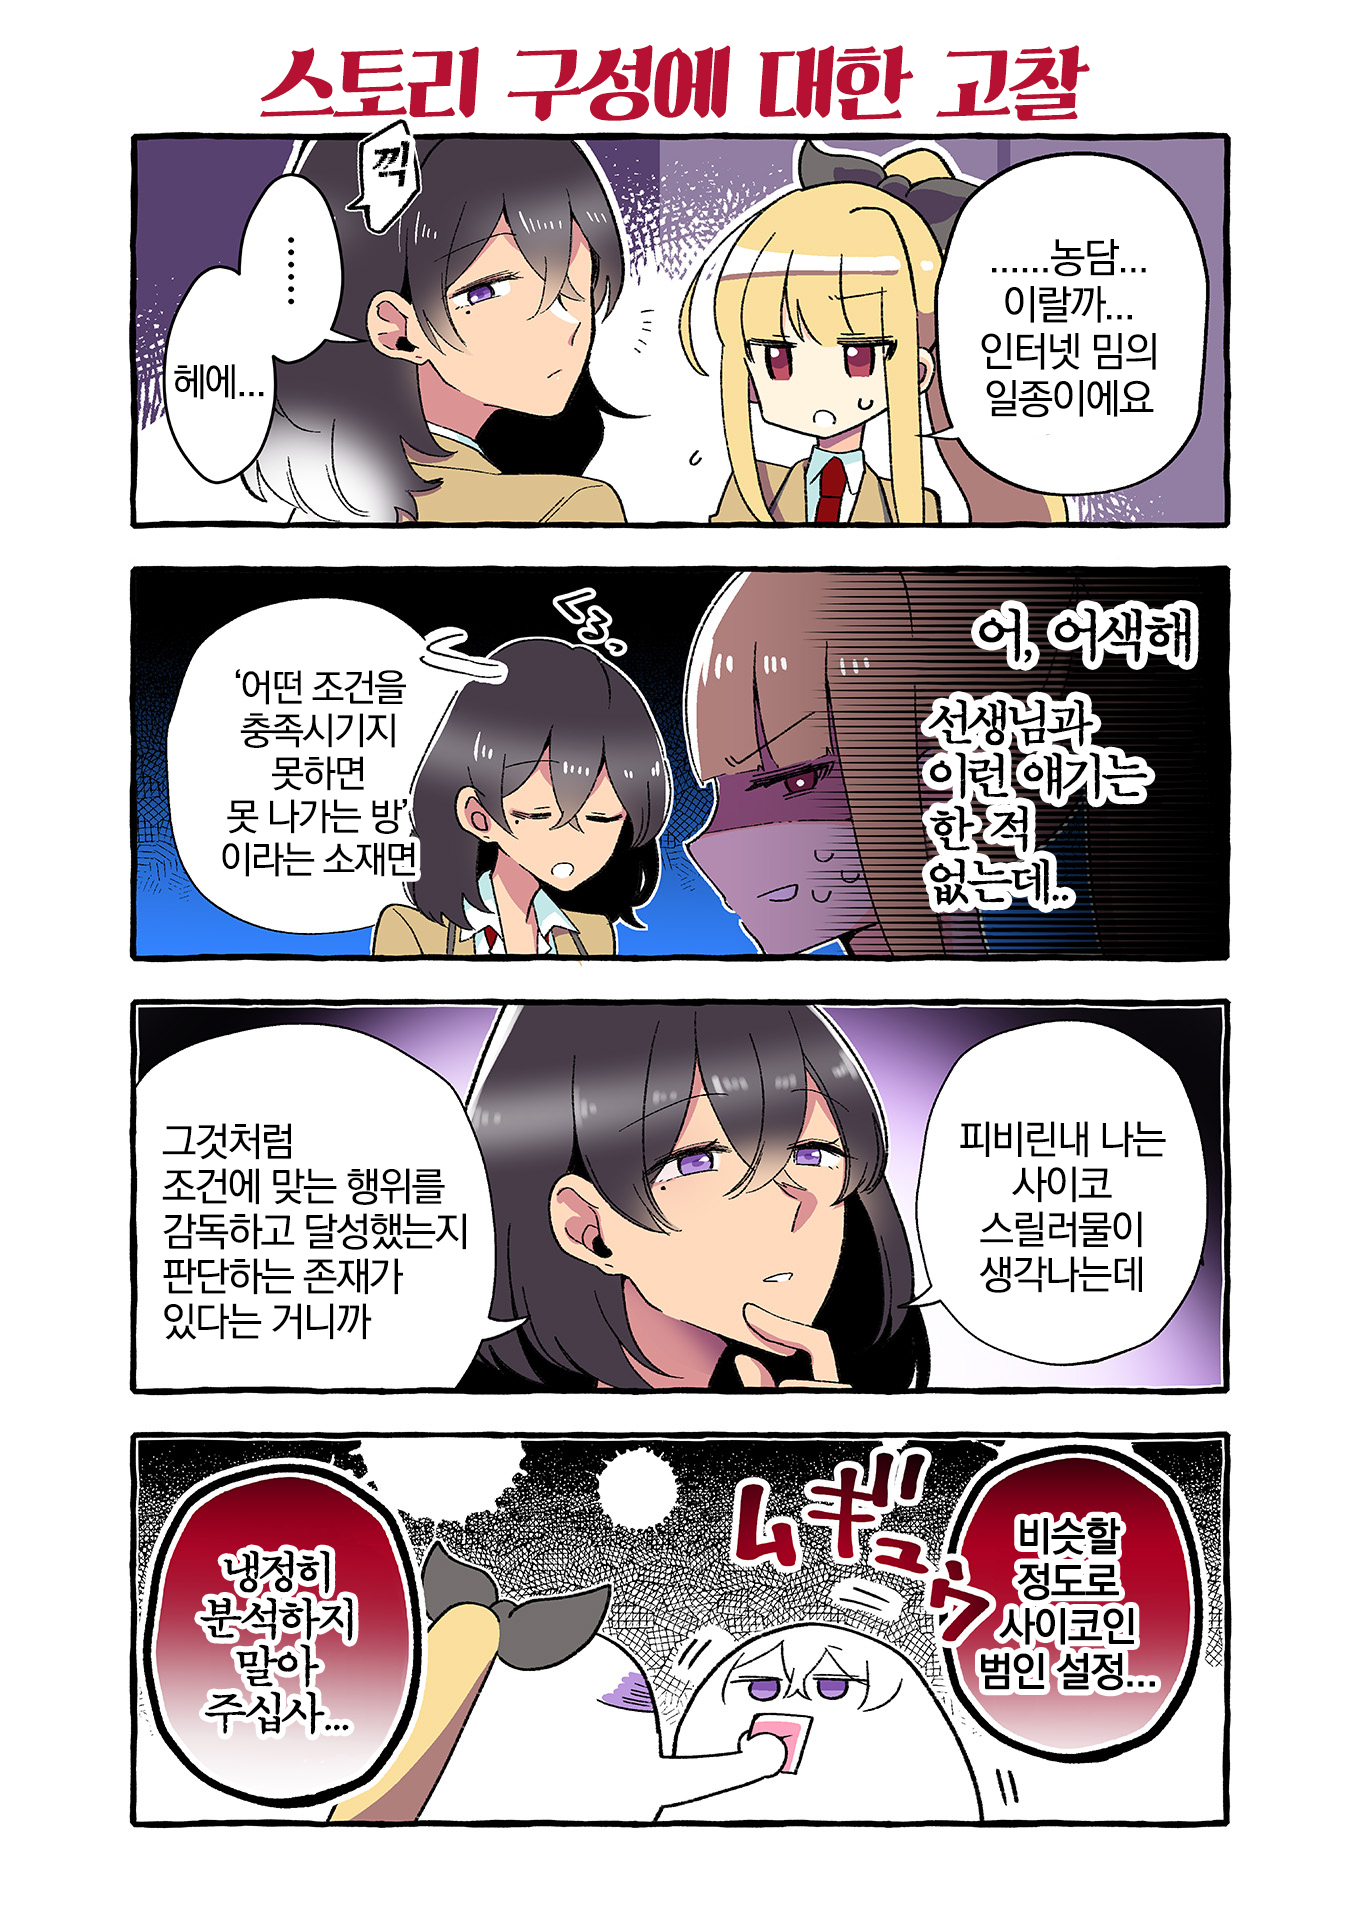 스토리 구성에 대한 고찰
……농담…
이랄까…
인터넷 밈의
일종이에요
끽
……
헤에…
어, 어색해
선생님과
이런 얘기는
한 적
없는데..
‘어떤 조건을
충족시기지
못하면
못 나가는 방’
이라는 소재면
피비린내 나는
사이코
스릴러물이
생각나는데
그것처럼
조건에 맞는 행위를
감독하고 달성했는지
판단하는 존재가
있다는 거니까
비슷할
정도로
사이코인
범인 설정…
ムギュウ
냉정히
분석하지
말아
주십사…